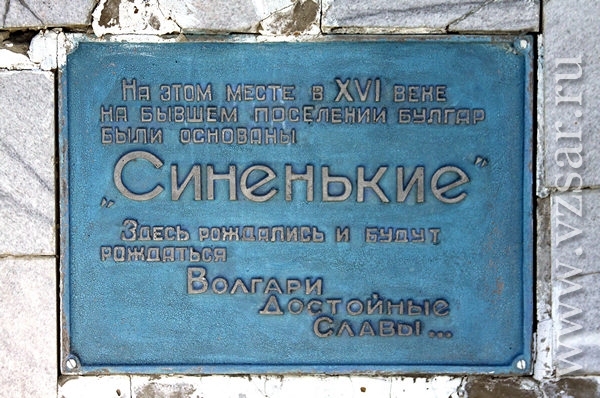 На этом месте в XVI веке
на бывшем поселении булгар
были основаны
„Синенькие”
Здесь рождались и будут
рождаться
Волгари
Достойные
Славы...
www.vzsar.ru